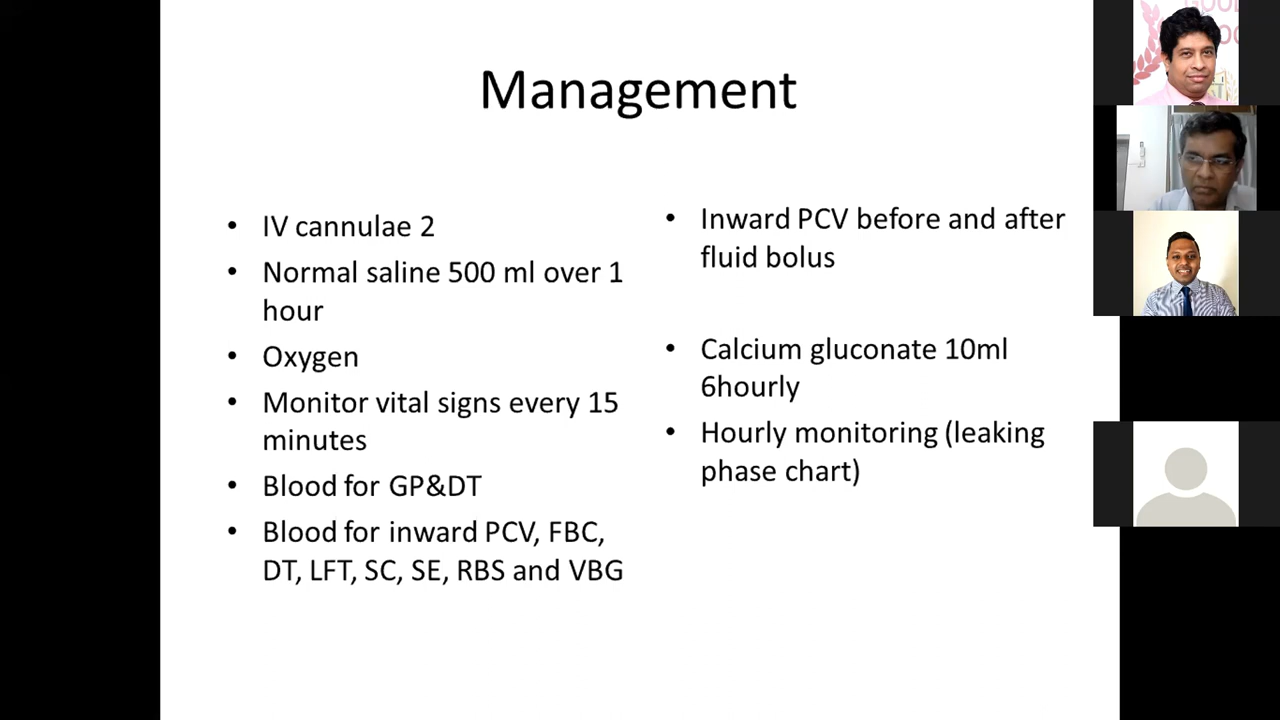 Management
• IV cannulae 2
• Normal saline 500 ml over 1
hour
• Oxygen
• Monitor vital signs every 15
minutes
• Blood for GP&DT
• Blood for inward PCV, FBC,
DT, LFT, SC, SE, RBS and VBG
• Inward PCV before and after
fluid bolus
• Calcium gluconate 10ml
6hourly
• Hourly monitoring (leaking
phase chart)